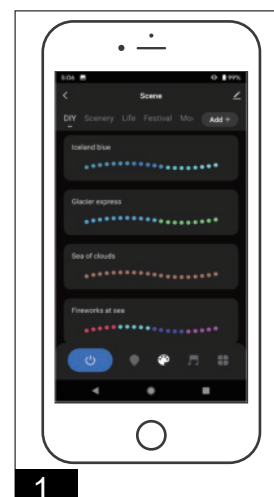 5:06 99%
Scene
DIY Scenery Life Festival Mo Add +
Iceland blue
Glacier express
Sea of clouds
Fireworks at sea
1